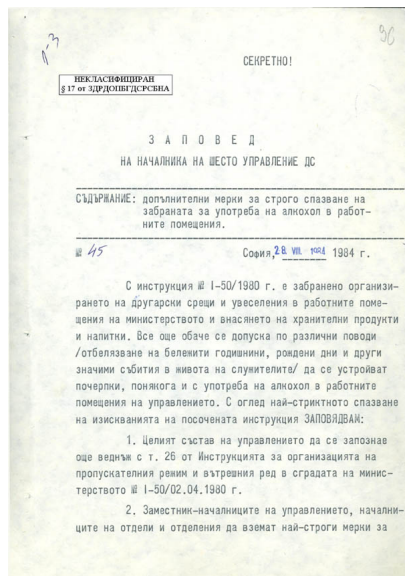 90
СЕКРЕТНО!
НЕКЛАСИФИЦИРАН
§ 17 от ЗДРДОПБГДСРСБНА
З А П О В Е Д
НА НАЧАЛНИКА НА ШЕСТО УПРАВЛЕНИЕ ДС
СЪДЪРЖАНИЕ: допълнителни мерки за строго спазване на
забраната за употреба на алкохол в работ-
ните помещения.
№ 45 София, 28. VIII. 1984 1984 г.
С инструкция № I-50/1980 г. е забранено организи-
рането на другарски срещи и увеселения в работните поме-
щения на министерството и внасянето на хранителни продукти
и напитки. Все още обаче се допуска по различни поводи
/отбелязване на бележити годишнини, рождени дни и други
значими събития в живота на служителите/ да се устройват
почерпки, понякога и с употреба на алкохол в работните
помещения на управлението. С оглед най-стриктното спазване
на изискванията на посочената инструкция ЗАПОВЯДВАМ:
1. Целият състав на управлението да се запознае
още веднъж с т. 26 от Инструкцията за организацията на
пропускателния режим и вътрешния ред в сградата на минис-
терството № I-50/02.04.1980 г.
2. Заместник-началниците на управлението, начални-
ците на отдели и отделения да вземат най-строги мерки за